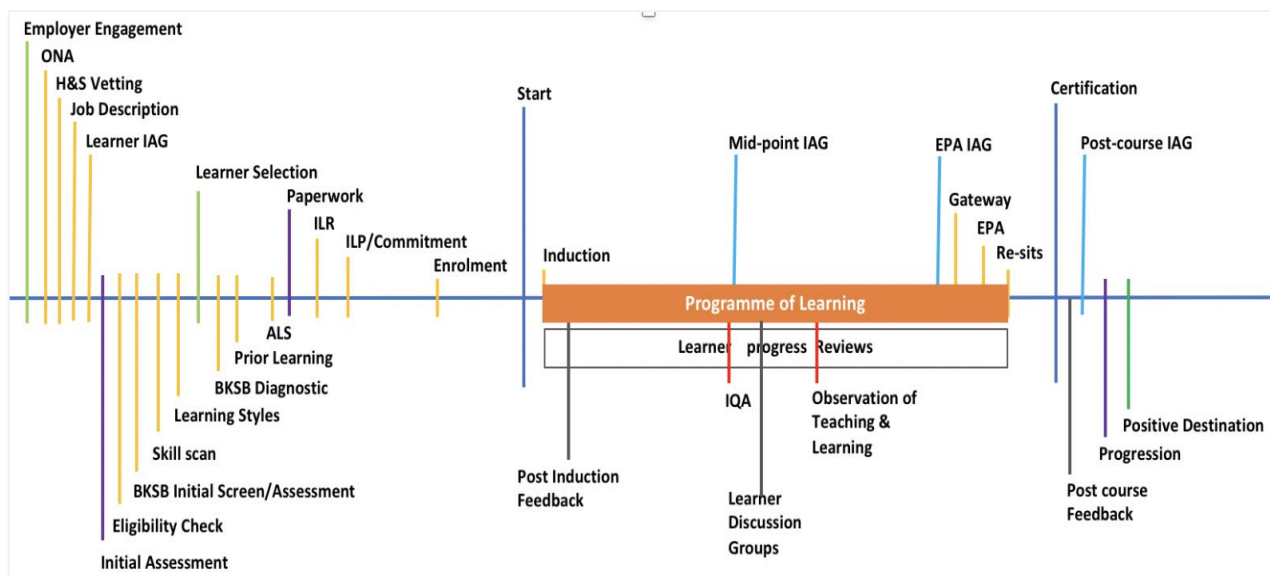 Employer Engagement
ONA
H&S Vetting
Job Description
Learner IAG
Learner Selection
Paperwork
ILR
ILP/Commitment
Enrolment
Start
Induction
Mid-point IAG
EPA IAG
Gateway
EPA
Re-sits
Certification
Post-course IAG
Programme of Learning
Learner progress Reviews
ALS
Prior Learning
BKSB Diagnostic
Learning Styles
Skill scan
BKSB Initial Screen/Assessment
Eligibility Check
Initial Assessment
Post Induction
Feedback
IQA
Learner
Discussion
Groups
Observation of
Teaching &
Learning
Positive Destination
Progression
Post course
Feedback